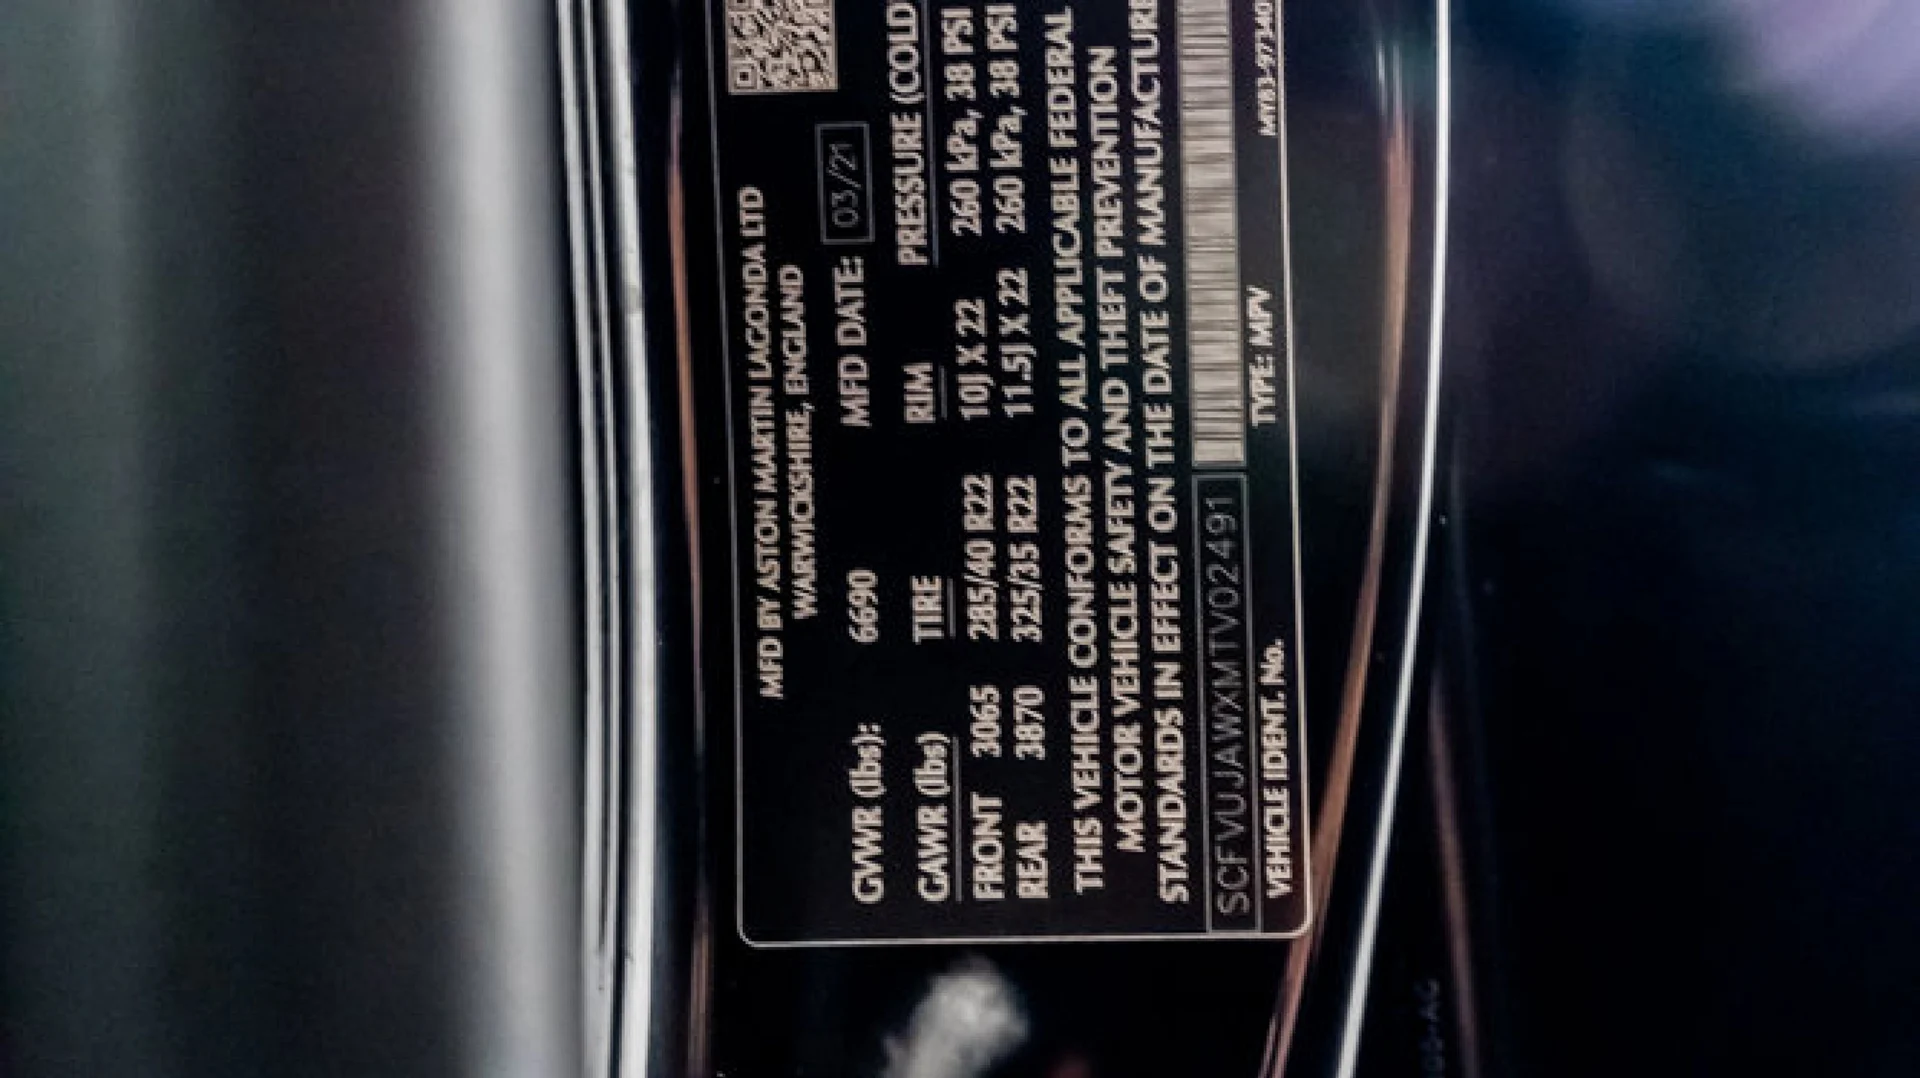 MFD BY ASTON MARTIN LAGONDA LTD
WARWICKSHIRE, ENGLAND
GVWR (lbs): 6690 MFD DATE: 03/21
GAWR (lbs) TIRE RIM PRESSURE (COLD
FRONT 3065 285/40 R22 10J X 22 260 kPa, 38 PSI
REAR 3870 325/35 R22 11.5J X 22 260 kPa, 38 PSI
THIS VEHICLE CONFORMS TO ALL APPLICABLE FEDERAL
MOTOR VEHICLE SAFETY AND THEFT PREVENTION
STANDARDS IN EFFECT ON THE DATE OF MANUFACTURE
SCFVUJAWXMTV02491
VEHICLE IDENT. No. TYPE: MPV